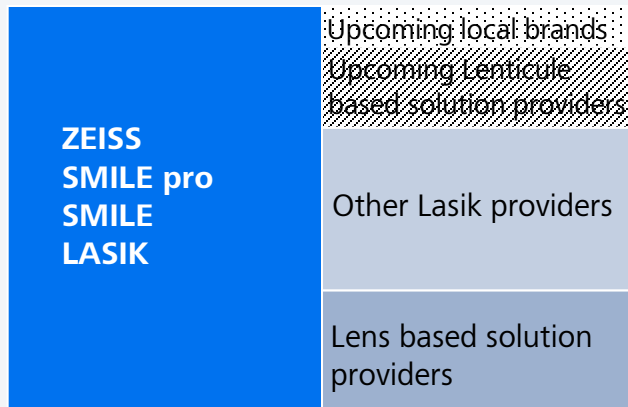 ZEISS
SMILE pro
SMILE
LASIK
Upcoming local brands
Upcoming Lenticule
based solution providers
Other Lasik providers
Lens based solution
providers